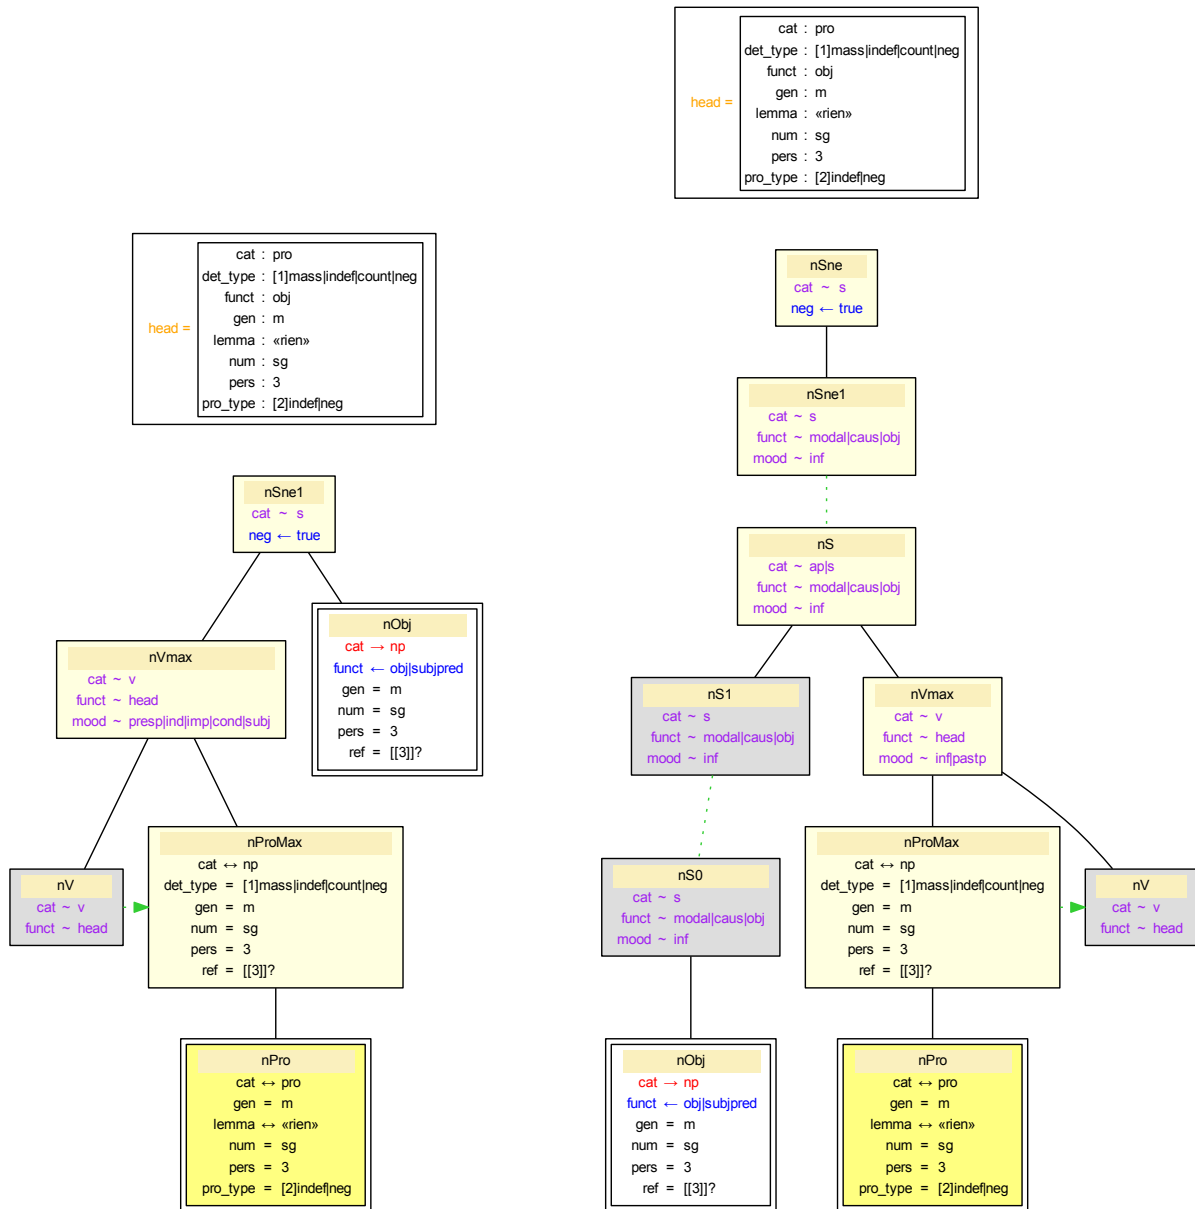 cat : pro
det_type : [1]mass|indef|count|neg
funct : obj
gen : m
head =
lemma : «rien»
num : sg
pers : 3
pro_type : [2]indef|neg
nSne1
cat ~ s
neg ← true
nVmax
cat ~ v
funct ~ head
mood ~ presp|ind|imp|cond|subj
nObj
cat → np
funct ← obj|subjpred
gen = m
num = sg
pers = 3
ref = [[3]]?
nV
cat ~ v
funct ~ head
nProMax
cat ↔ np
det_type = [1]mass|indef|count|neg
gen = m
num = sg
pers = 3
ref = [[3]]?
nPro
cat ↔ pro
gen = m
lemma ↔ «rien»
num = sg
pers = 3
pro_type = [2]indef|neg
cat : pro
det_type : [1]mass|indef|count|neg
funct : obj
gen : m
head =
lemma : «rien»
num : sg
pers : 3
pro_type : [2]indef|neg
nSne
cat ~ s
neg ← true
nSne1
cat ~ s
funct ~ modal|caus|obj
mood ~ inf
nS
cat ~ ap|s
funct ~ modal|caus|obj
mood ~ inf
nS1
cat ~ s
funct ~ modal|caus|obj
mood ~ inf
nVmax
cat ~ v
funct ~ head
mood ~ inf|pastp
nS0
cat ~ s
funct ~ modal|caus|obj
mood ~ inf
nProMax
cat ↔ np
det_type = [1]mass|indef|count|neg
gen = m
num = sg
pers = 3
ref = [[3]]?
nV
cat ~ v
funct ~ head
nObj
cat → np
funct ← obj|subjpred
gen = m
num = sg
pers = 3
ref = [[3]]?
nPro
cat ↔ pro
gen = m
lemma ↔ «rien»
num = sg
pers = 3
pro_type = [2]indef|neg